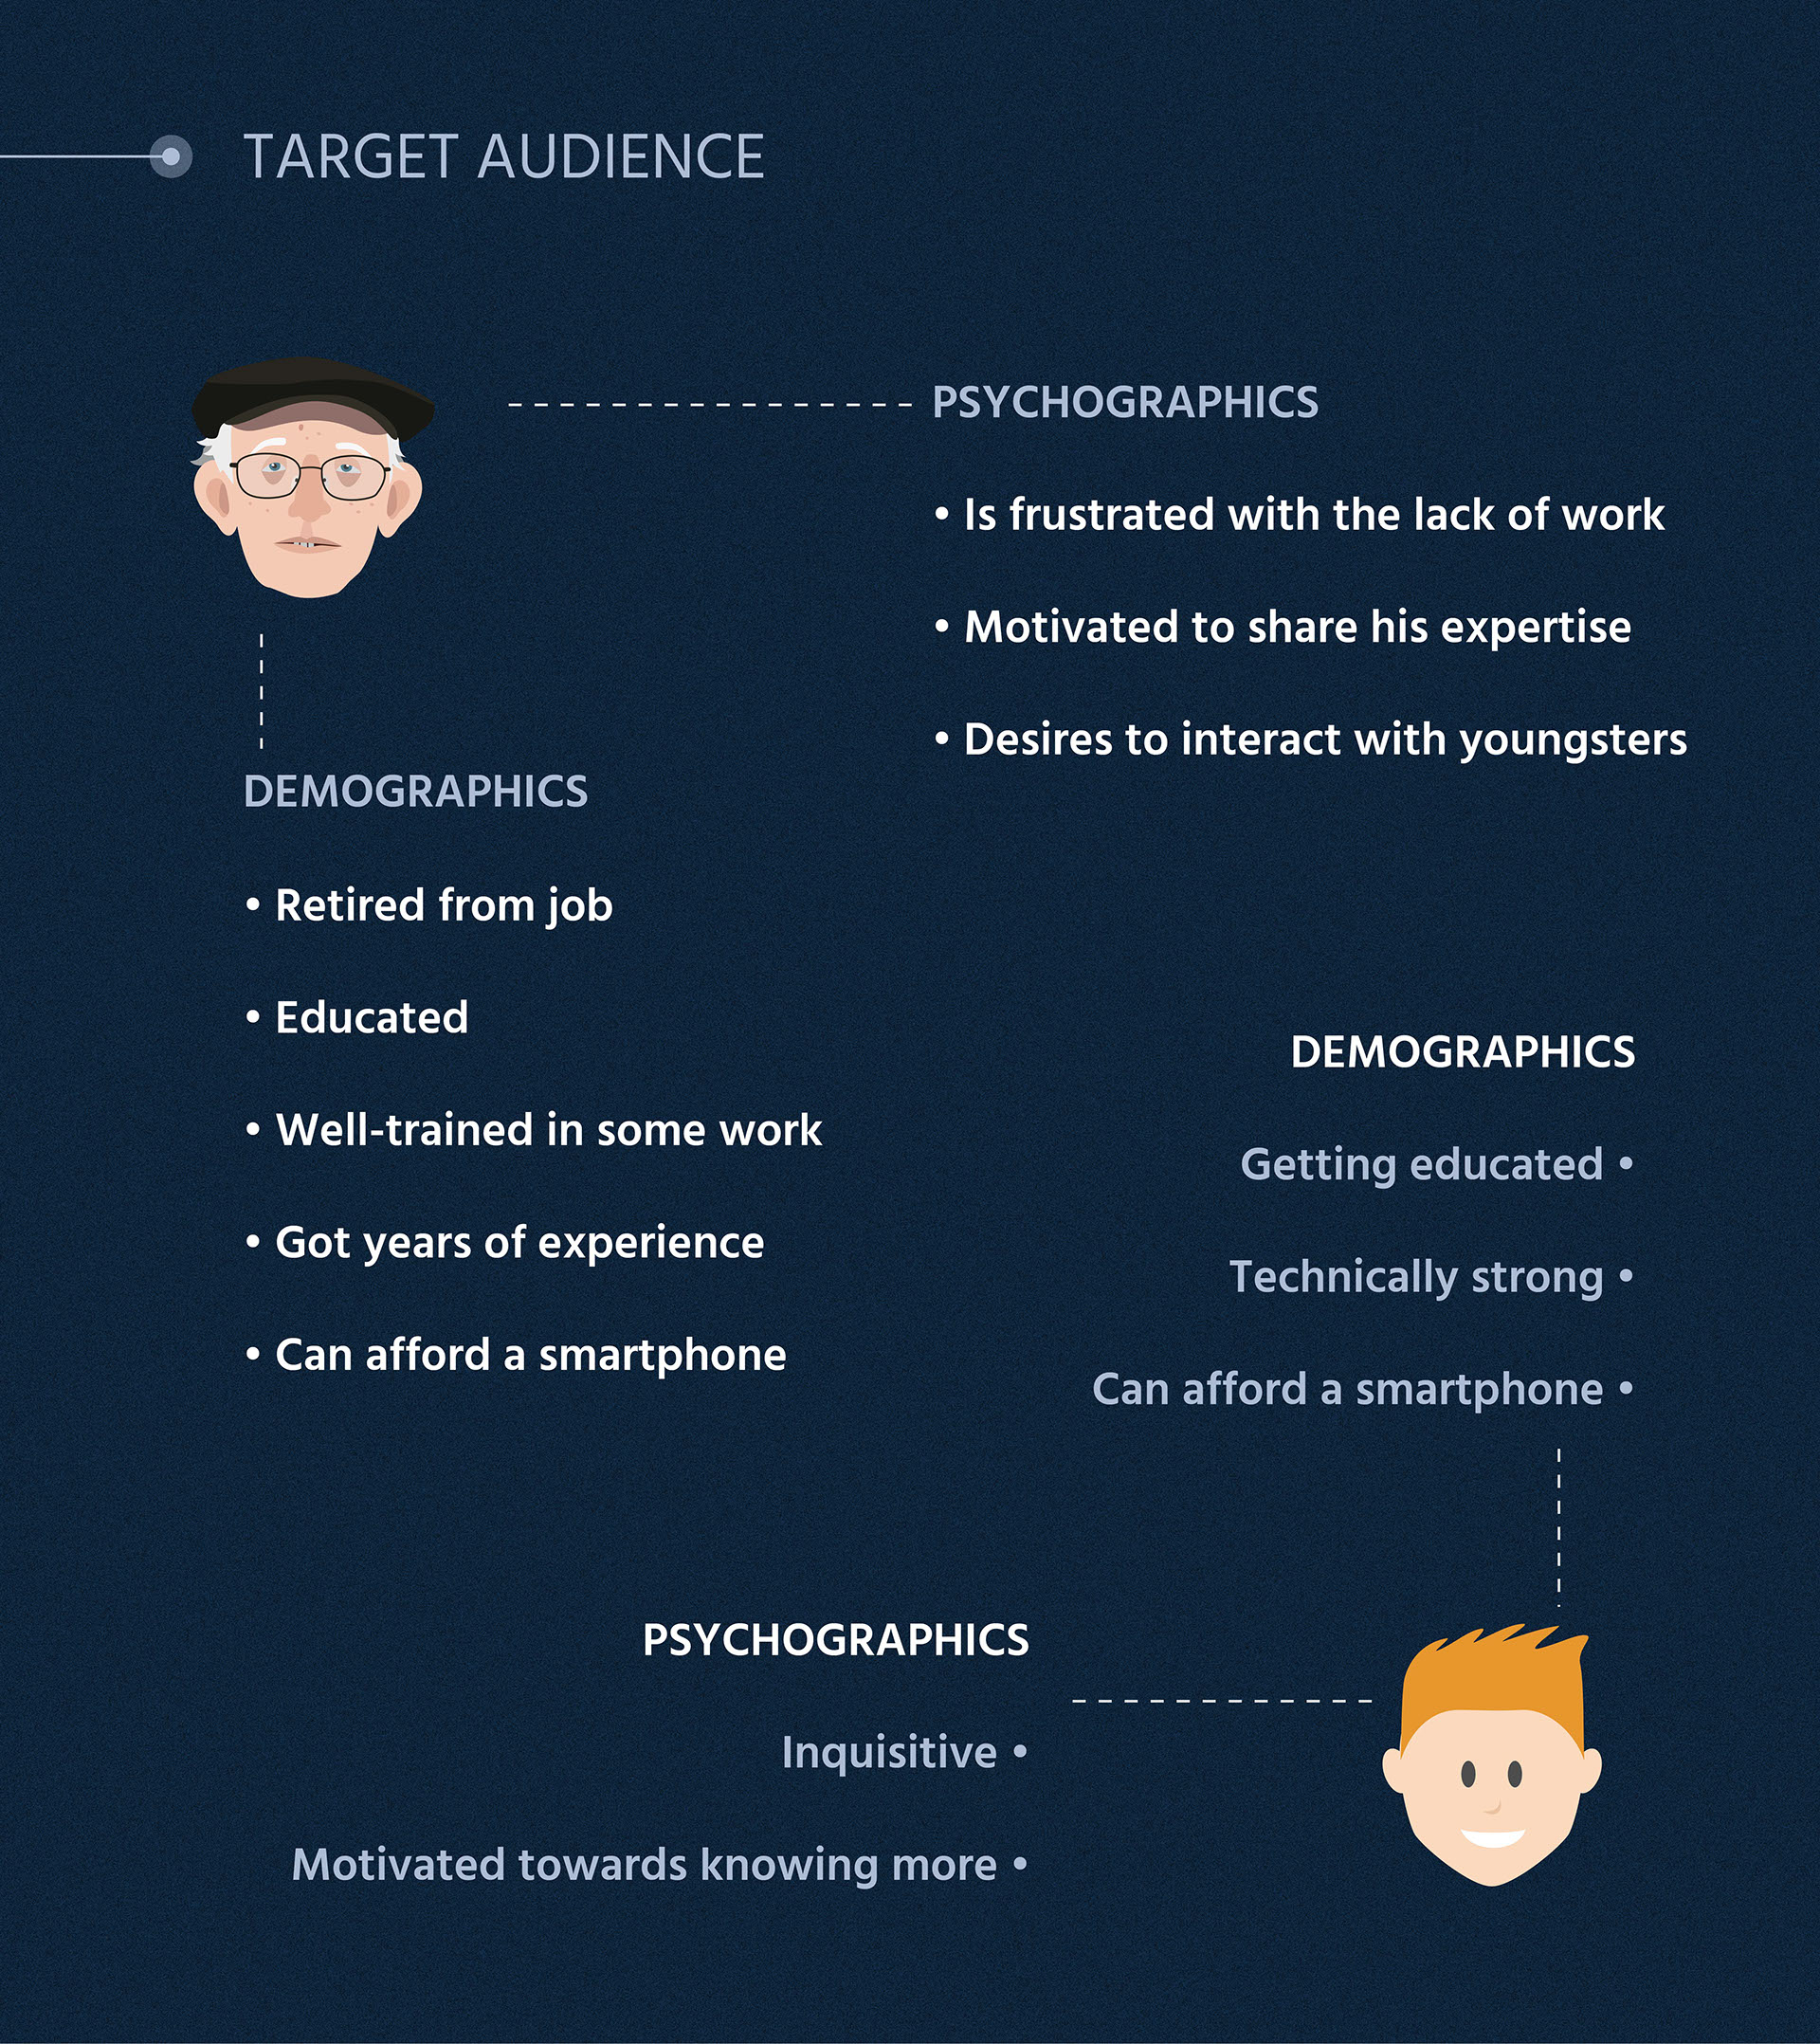 TARGET AUDIENCE
PSYCHOGRAPHICS
• Is frustrated with the lack of work
• Motivated to share his expertise
• Desires to interact with youngsters
DEMOGRAPHICS
• Retired from job
• Educated
• Well-trained in some work
• Got years of experience
• Can afford a smartphone
DEMOGRAPHICS
Getting educated •
Technically strong •
Can afford a smartphone •
PSYCHOGRAPHICS
Inquisitive •
Motivated towards knowing more •